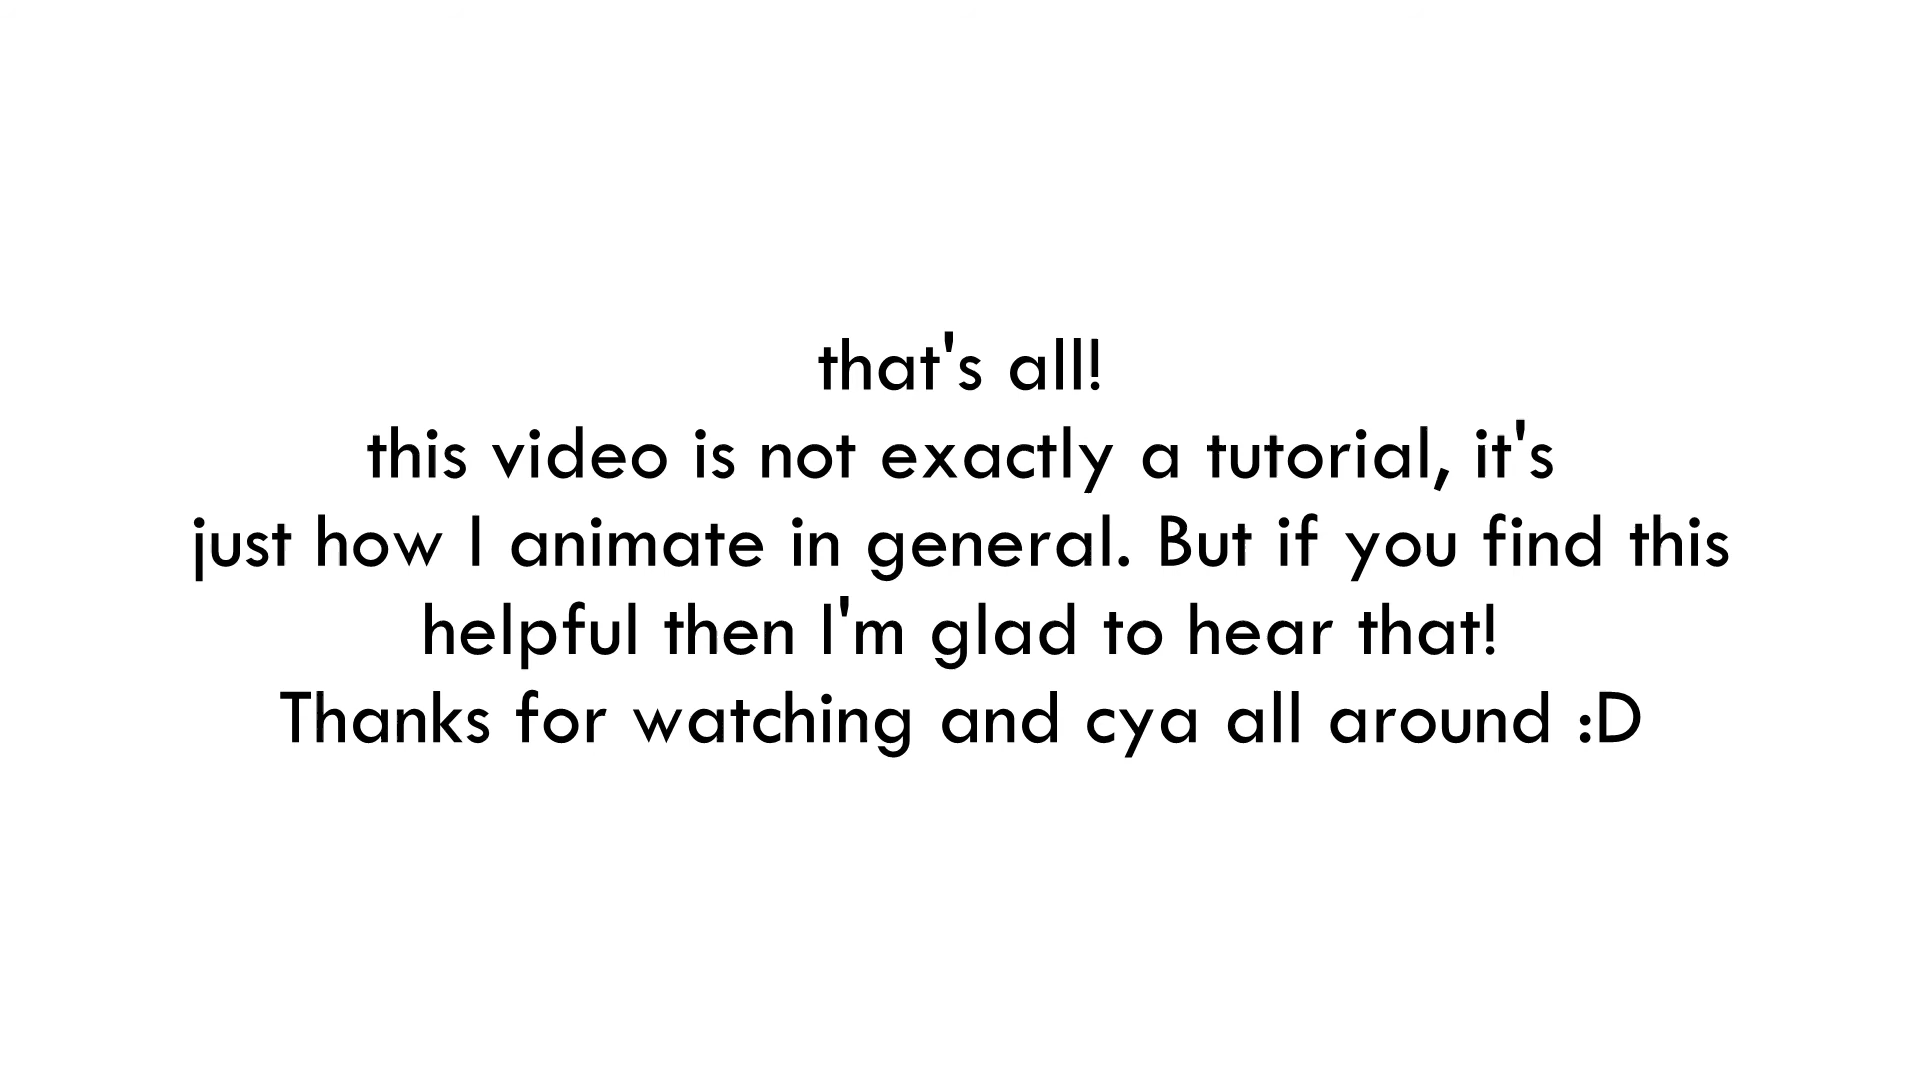 that's all!
this video is not exactly a tutorial, it's
just how I animate in general. But if you find this
helpful then I'm glad to hear that!
Thanks for watching and cya all around :D